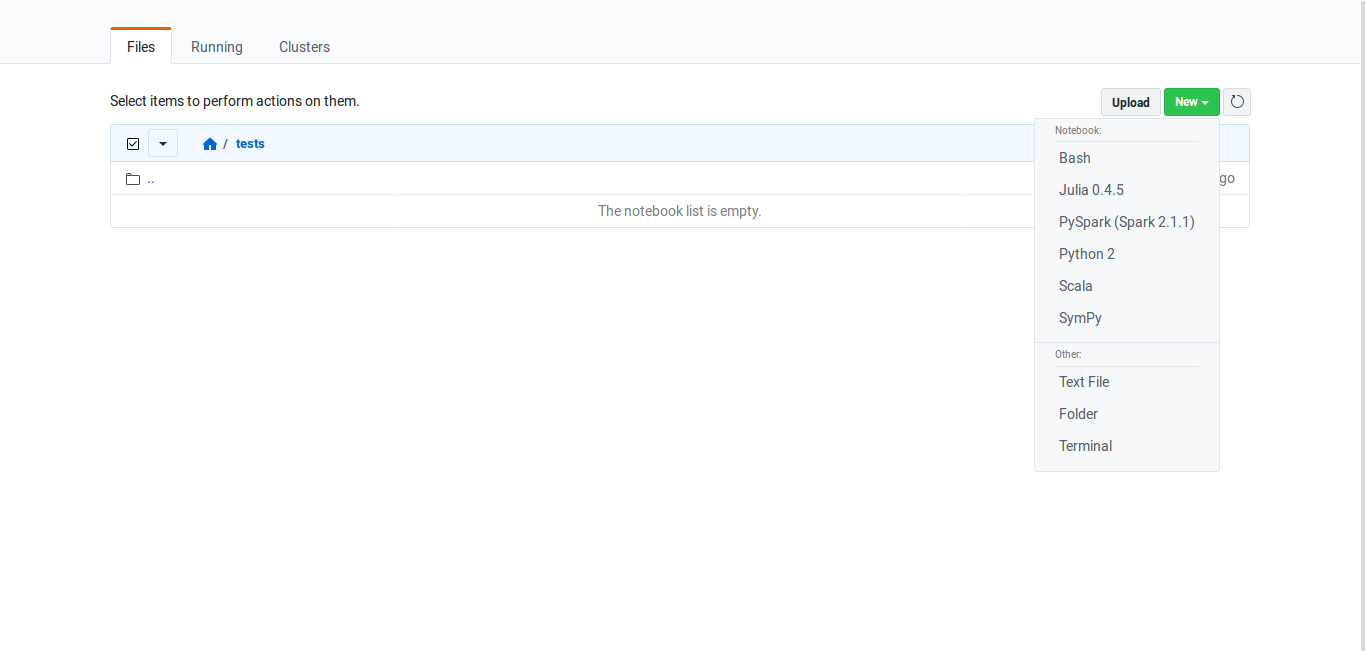 Files Running Clusters
Select items to perform actions on them.
Upload New
/ tests
..
go
The notebook list is empty.
Notebook:
Bash
Julia 0.4.5
PySpark (Spark 2.1.1)
Python 2
Scala
SymPy
Other:
Text File
Folder
Terminal